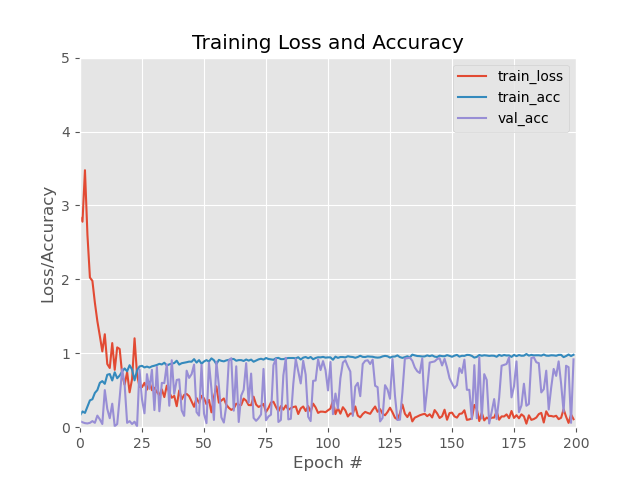 Training Loss and Accuracy
5
4
3
2
1
0
Loss/Accuracy
train_loss
train_acc
val_acc
0 25 50 75 100 125 150 175 200
Epoch #